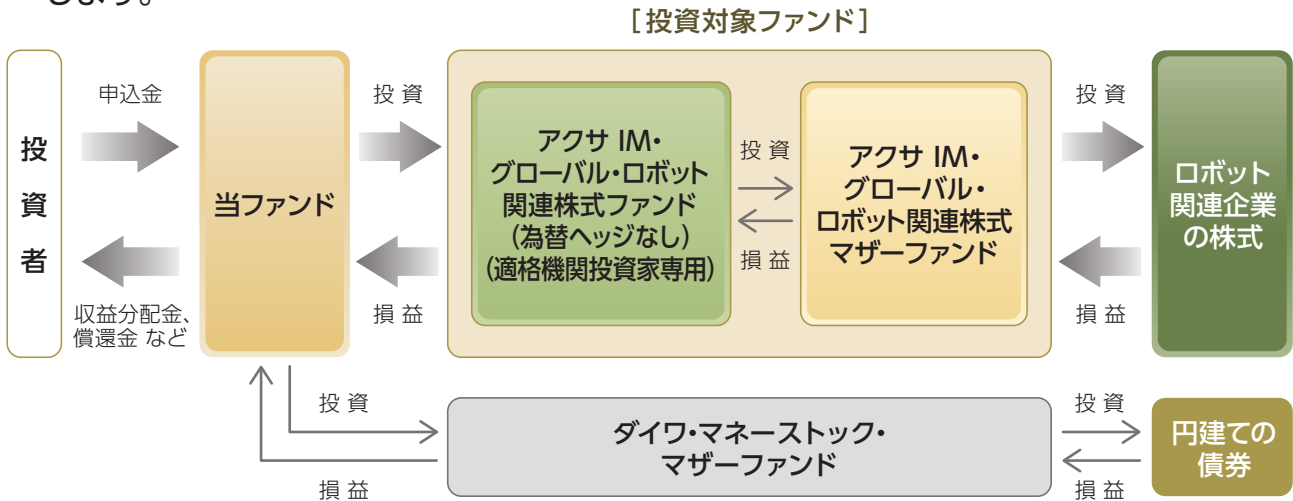 します。
[投資対象ファンド]
投資者
申込金
収益分配金、
償還金 など
当ファンド
投 資
損 益
アクサ IM・
グローバル・ロボット
関連株式ファンド
(為替ヘッジなし)
(適格機関投資家専用)
投 資
損 益
アクサ IM・
グローバル・
ロボット関連株式
マザーファンド
投 資
損 益
ロボット
関連企業
の株式
投 資
損 益
ダイワ・マネーストック・
マザーファンド
投 資
損 益
円建ての
債券